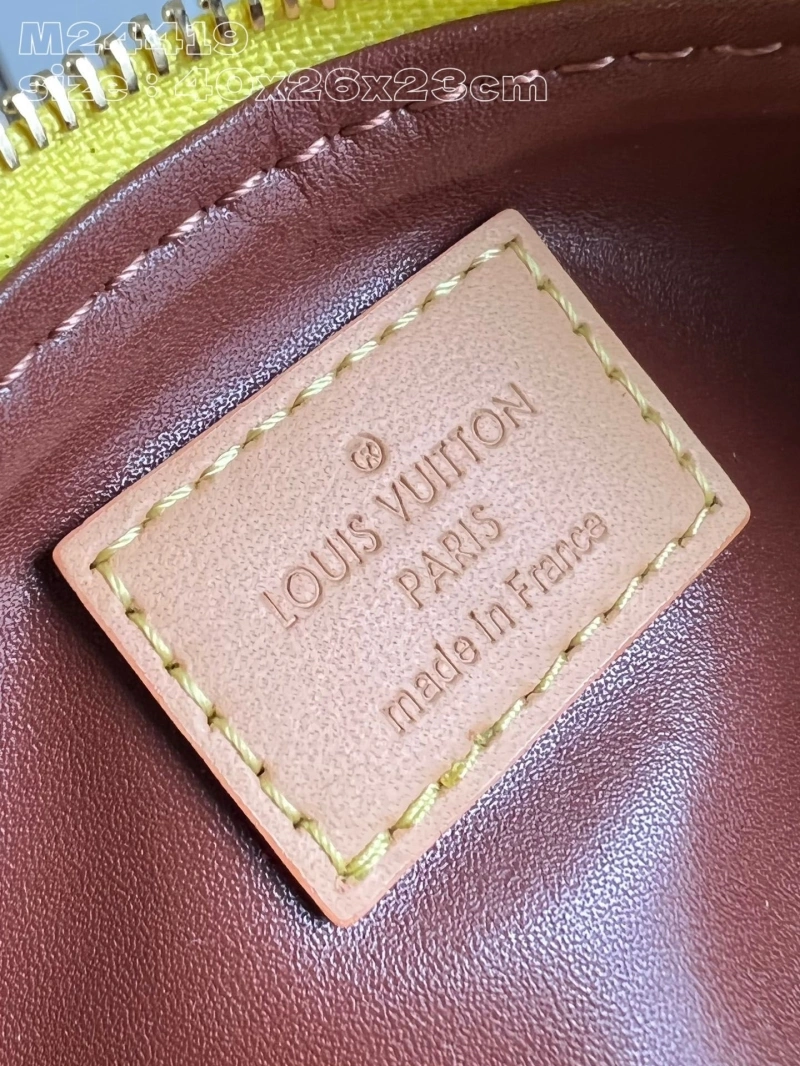 M24419
size : 40x26x23cm
LOUIS VUITTON
PARIS
made in France